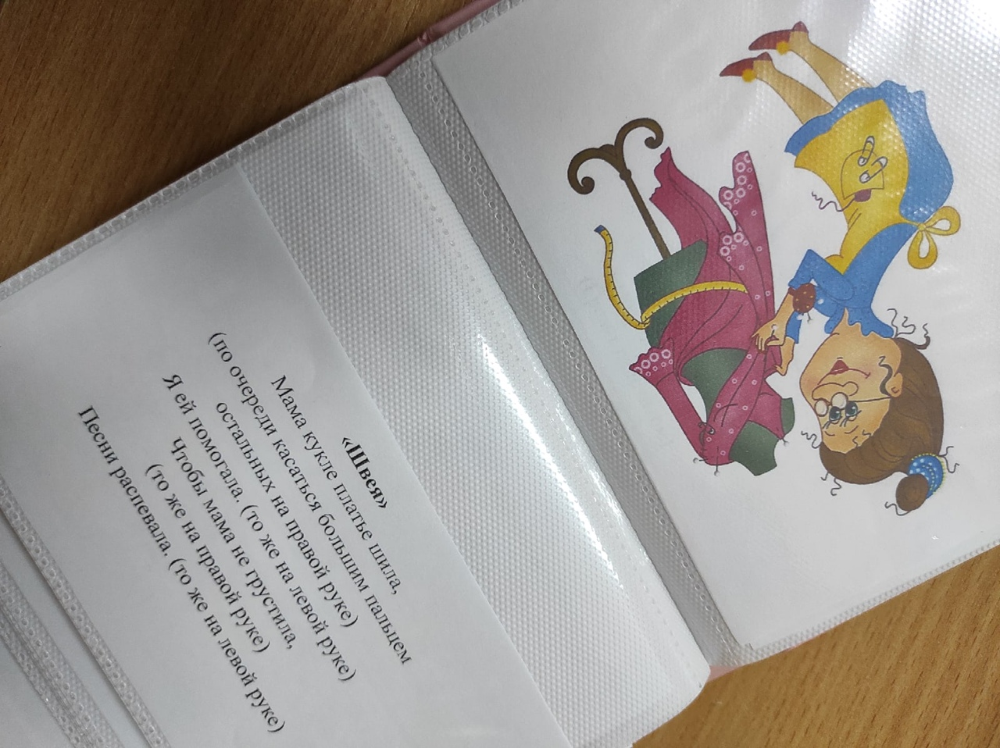 «Швея»
Мама кукле платье шила,
(по очереди касаться большим пальцем
остальных на правой руке)
Я ей помогала. (то же на левой руке)
Чтобы мама не грустила,
(то же на правой руке)
Песни распевала. (то же на левой руке)